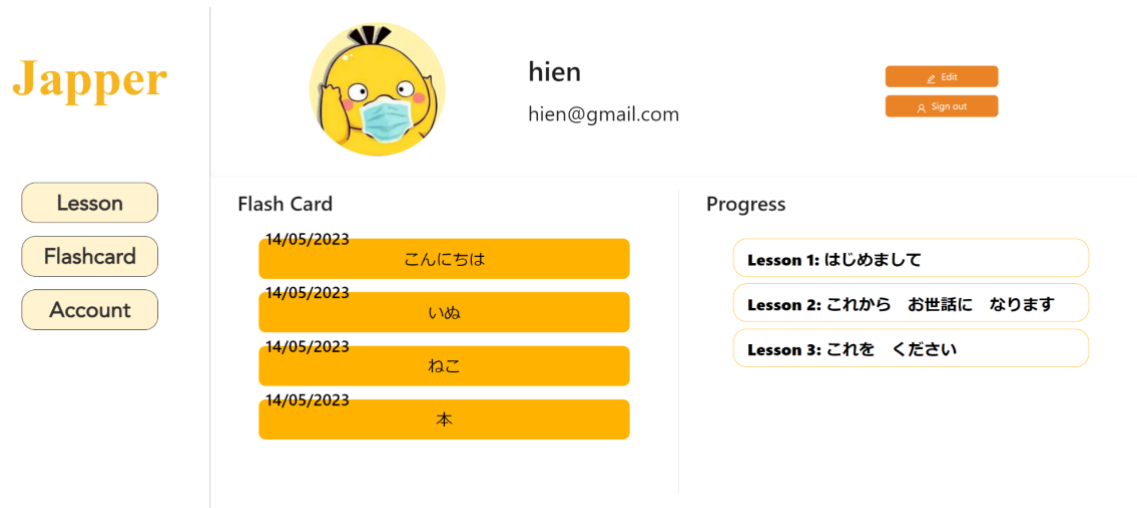 Japper
Lesson
Flashcard
Account
hien
hien@gmail.com
Edit
Sign out
Flash Card
14/05/2023
こんにちは
14/05/2023
いぬ
14/05/2023
ねこ
14/05/2023
本
Progress
Lesson 1: はじめまして
Lesson 2: これから　お世話に　なります
Lesson 3: これを　ください